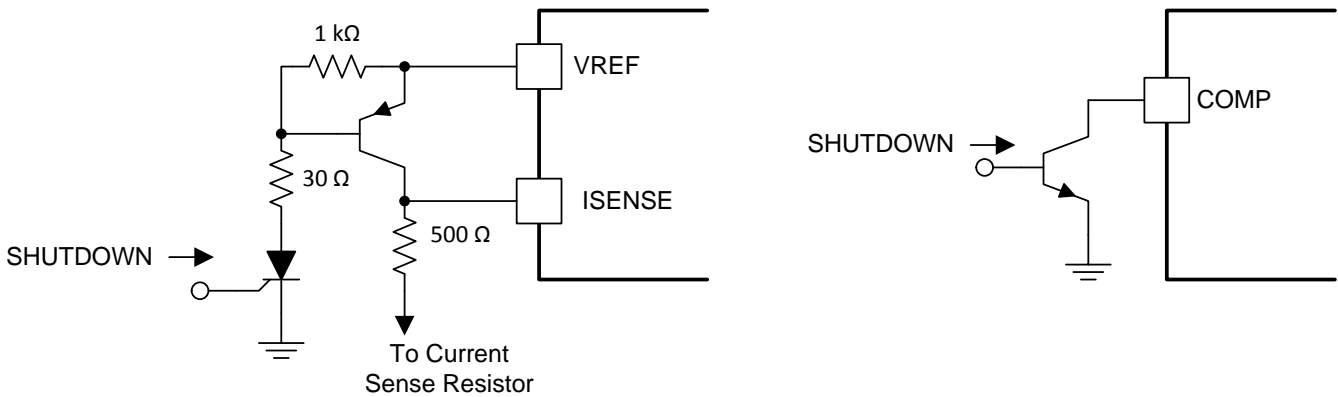 1 kΩ
VREF
30 Ω
ISENSE
500 Ω
SHUTDOWN
To Current
Sense Resistor
COMP
SHUTDOWN